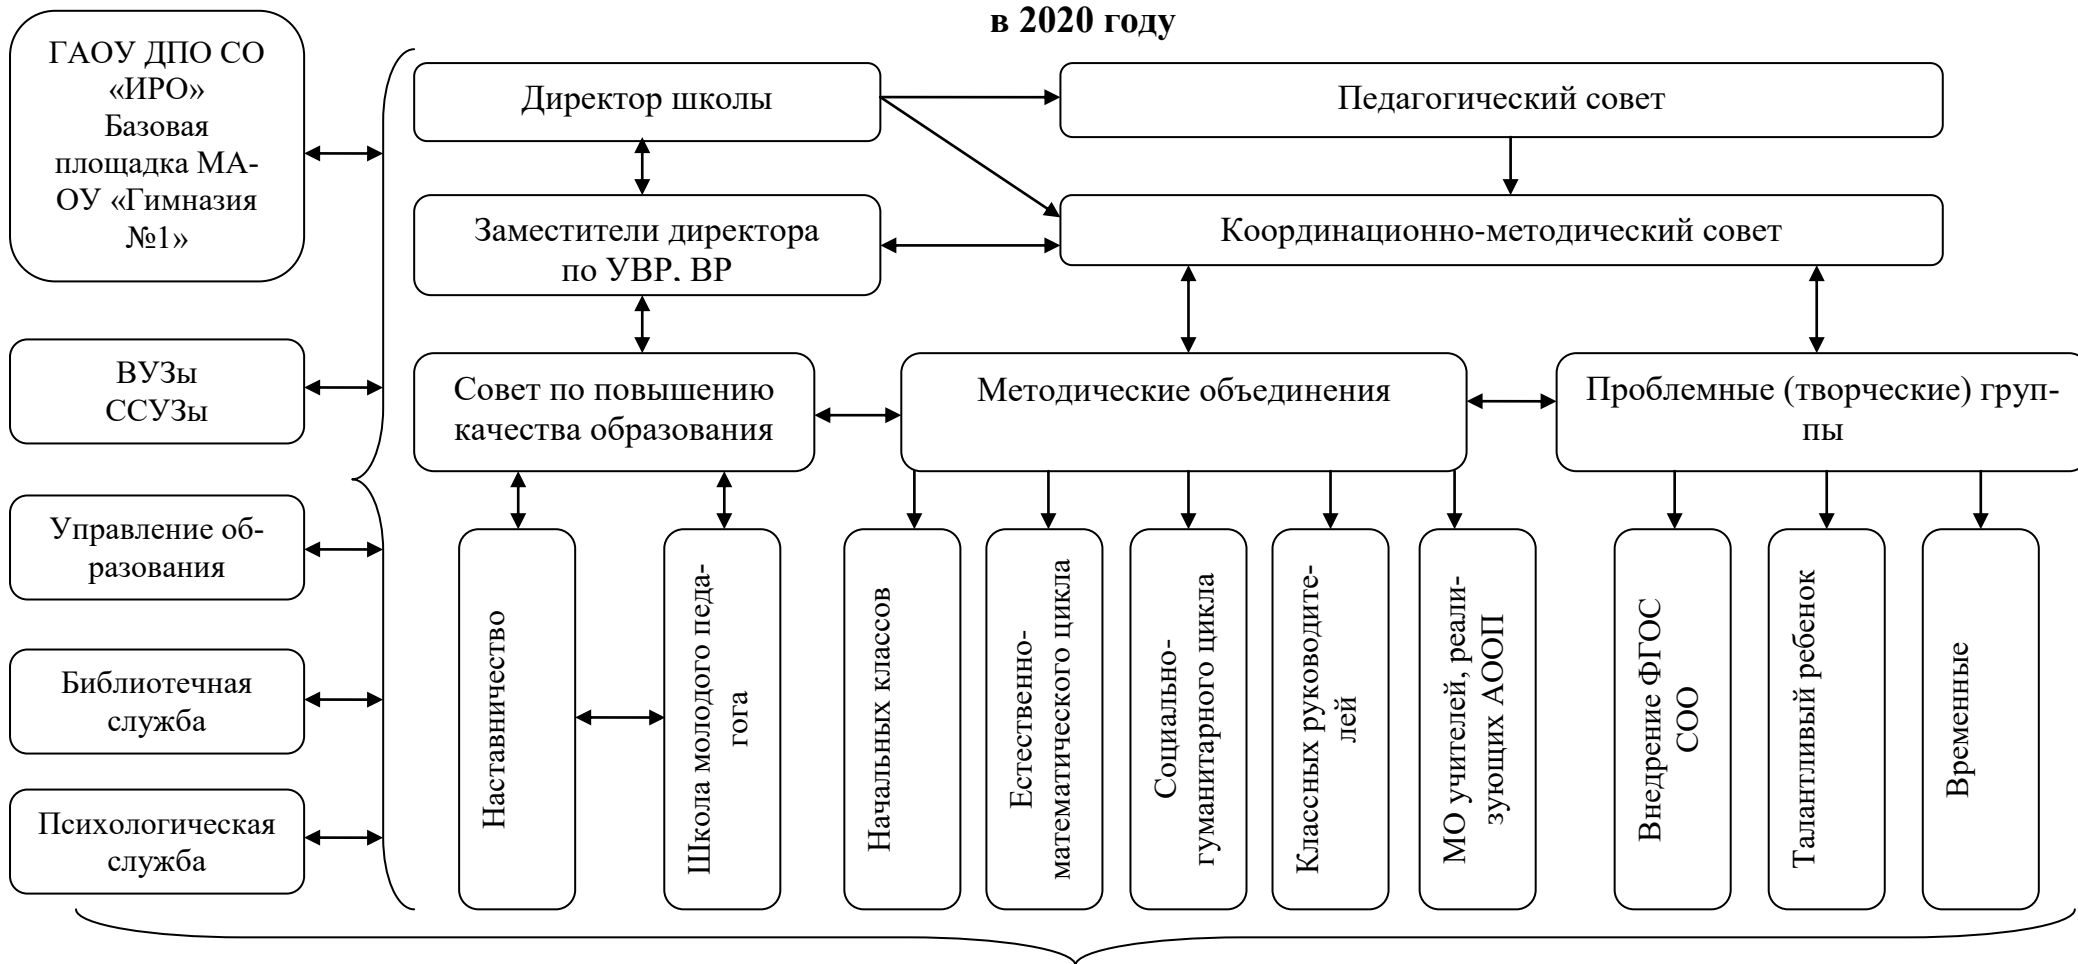 в 2020 году
ГАОУ ДПО СО
«ИРО»
Базовая
площадка МА-
ОУ «Гимназия
№1»
Директор школы
Педагогический совет
Заместители директора
по УВР, ВР
Координационно-методический совет
ВУЗы
ССУЗы
Совет по повышению
качества образования
Методические объединения
Проблемные (творческие) груп-
пы
Управление об-
разования
Библиотечная
служба
Психологическая
служба
Наставничество
Школа молодого педа-
гога
Начальных классов
Естественно-
математического цикла
Социально-
гуманитарного цикла
Классных руководите-
лей
МО учителей, реали-
зующих АООП
Внедрение ФГОС
СОО
Талантливый ребенок
Временные